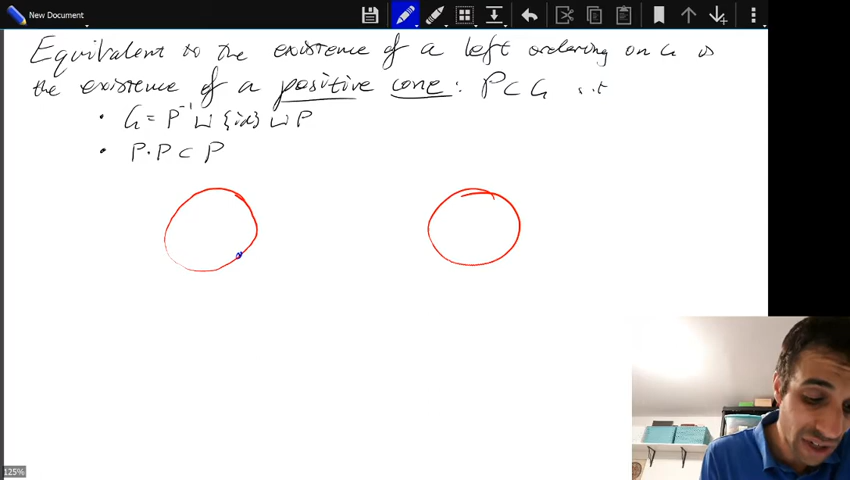 New Document
Equivalent to the existence of a left ordering on G is
the existence of a positive cone: P⊂G s.t
• G = P⁻¹ ⊔ {id} ⊔ P
• P·P ⊂ P
125%